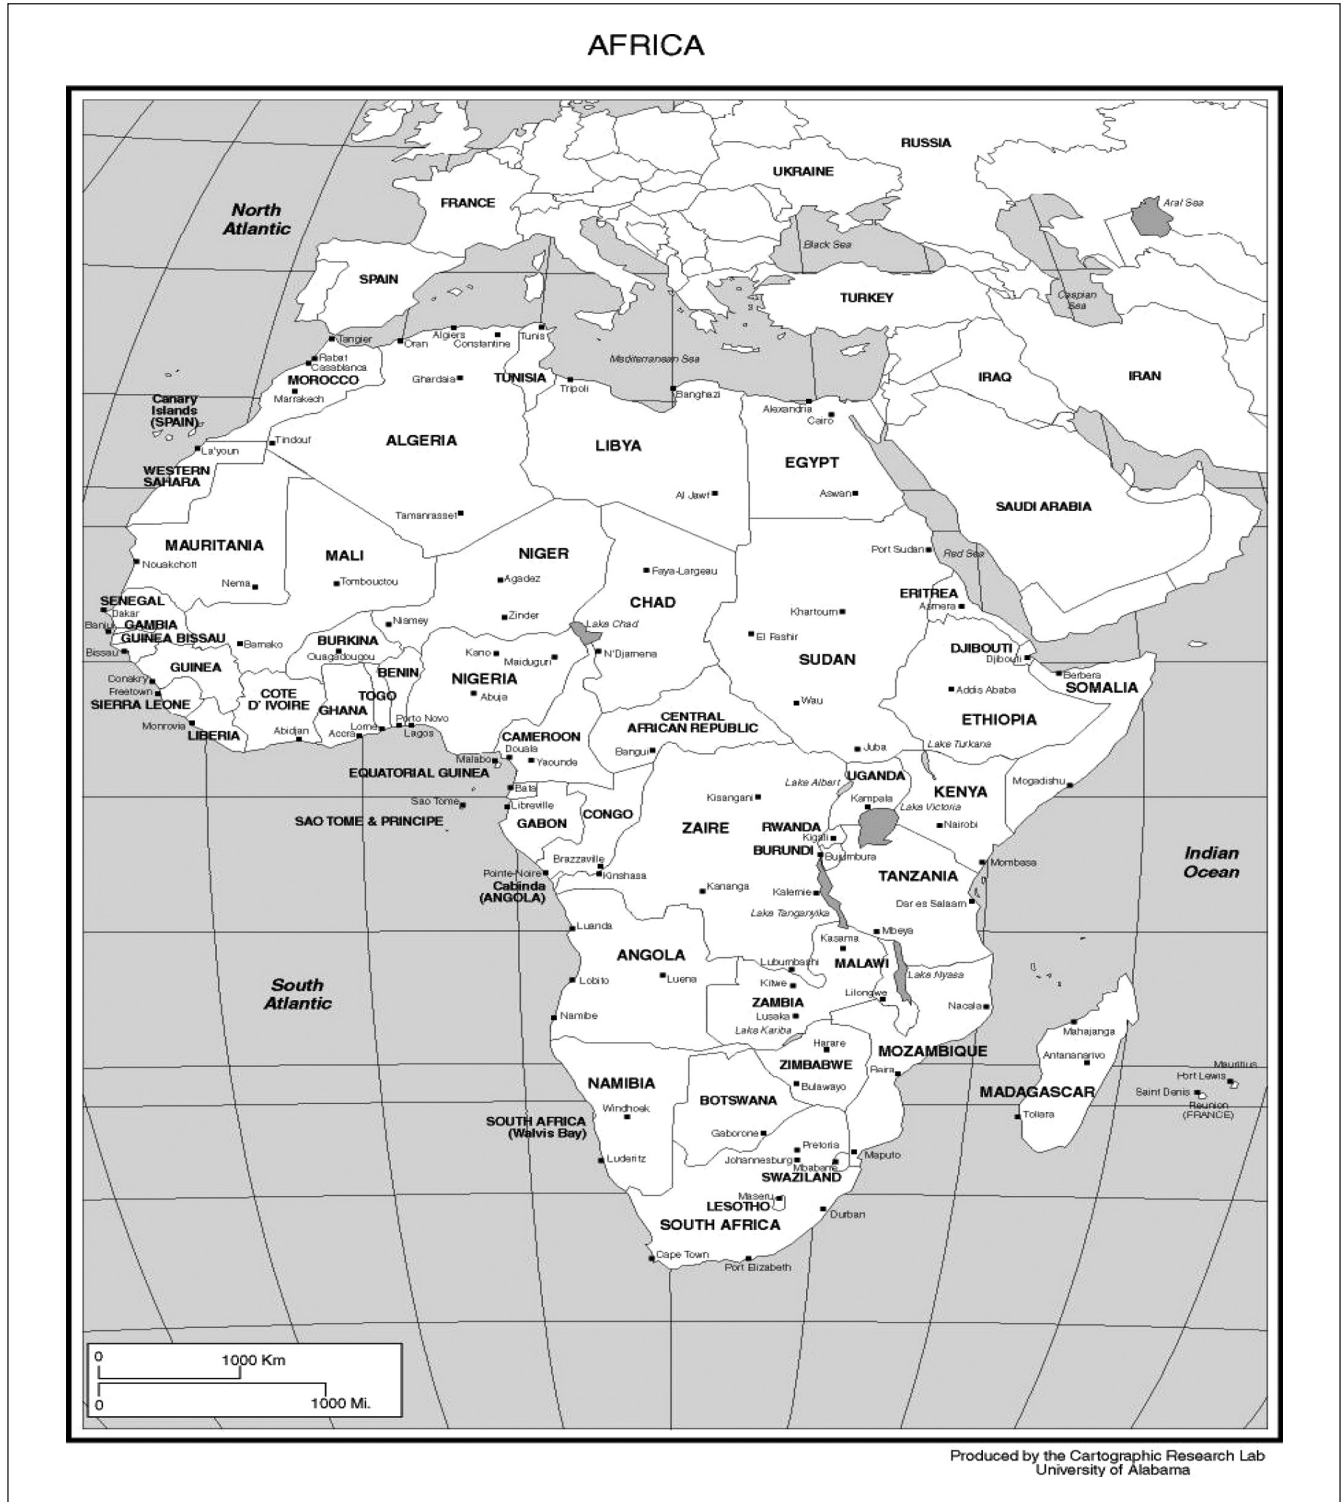 AFRICA
RUSSIA
UKRAINE
FRANCE
Aral Sea
North
Atlantic
Black Sea
SPAIN
Caspian
Sea
TURKEY
Tangier
Oran
Algiers
Constantine
Tunis
Rabat
Casablanca
Mediterranean Sea
MOROCCO
Ghardaia
TUNISIA
Tripoli
Banghazi
IRAQ
IRAN
Marrakech
Canary
Islands
(SPAIN)
Alexandria
Cairo
Tindouf
ALGERIA
LIBYA
La'youn
EGYPT
WESTERN
SAHARA
Al Jawf
Aswan
SAUDI ARABIA
Tamanrasset
MAURITANIA
MALI
NIGER
Port Sudan
Red Sea
Nouakchott
Nema
Tombouctou
Agadez
Faya-Largeau
CHAD
ERITREA
Asmera
SENEGAL
Dakar
Khartoum
Banjul
GAMBIA
Niamey
Zinder
Lake Chad
GUINEA BISSAU
Bamako
BURKINA
Ouagadougou
El Fashir
Bissau
Kano
Maiduguri
N'Djamena
SUDAN
DJIBOUTI
Djibouti
GUINEA
BENIN
NIGERIA
Abuja
Berbera
SOMALIA
Conakry
Freetown
SIERRA LEONE
COTE
D' IVOIRE
TOGO
GHANA
Wau
Addis Ababa
ETHIOPIA
Monrovia
LIBERIA
Abidjan
Accra
Lome
Porto Novo
Lagos
CENTRAL
AFRICAN REPUBLIC
CAMEROON
Douala
Bangui
Juba
Lake Turkana
Malabo
Yaounde
EQUATORIAL GUINEA
Bata
Lake Albert
UGANDA
KENYA
Mogadishu
Sao Tome
Libreville
CONGO
Kisangani
Kampala
Lake Victoria
SAO TOME & PRINCIPE
GABON
ZAIRE
RWANDA
Kigali
Nairobi
BURUNDI
Bujumbura
Brazzaville
Mombasa
Indian
Ocean
Pointe-Noire
Kinshasa
Cabinda
(ANGOLA)
Kananga
Kalemie
TANZANIA
Dar es Salaam
Lake Tanganyika
Luanda
Mbeya
Kasama
ANGOLA
Lubumbashi
MALAWI
Lobito
Luena
Kitwe
Lake Nyasa
South
Atlantic
Lilongwe
ZAMBIA
Nacala
Namibe
Lusaka
Lake Kariba
Mahajanga
Harare
MOZAMBIQUE
Antananarivo
ZIMBABWE
Beira
Mauritius
Port Lewis
NAMIBIA
Bulawayo
MADAGASCAR
Saint Denis
Reunion
(FRANCE)
BOTSWANA
Windhoek
Toliara
SOUTH AFRICA
(Walvis Bay)
Gaborone
Pretoria
Luderitz
Johannesburg
Mbabane
Maputo
SWAZILAND
Maseru
LESOTHO
Durban
SOUTH AFRICA
Cape Town
Port Elizabeth
0
1000 Km
0
1000 Mi.
Produced by the Cartographic Research Lab
University of Alabama